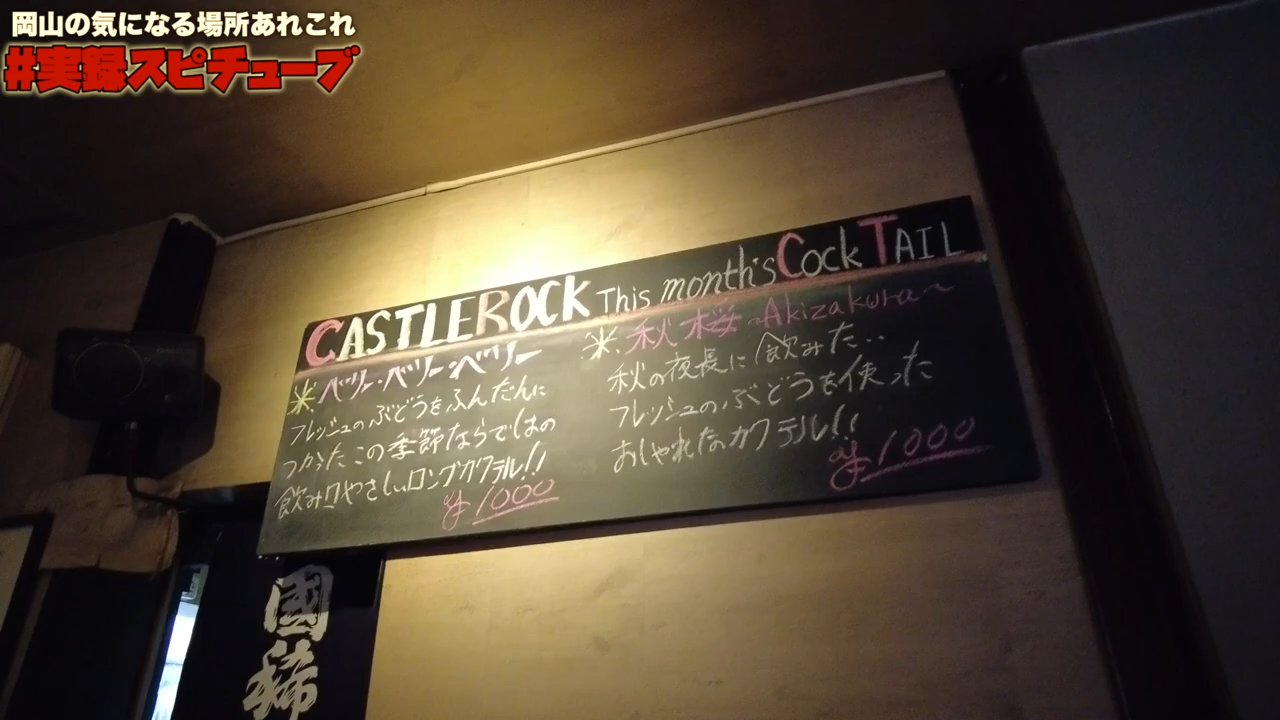 岡山の気になる場所あれこれ
#実録スピチューブ
CASTLEROCK This month's CockTAIL
※ベリー・ベリー・ベリー
フレッシュのぶどうをふんだんに
つかったこの季節ならではの
飲み口やさしいロングカクテル!!
¥1000
※秋桜 〜Akizakura〜
秋の夜長に飲みた・・
フレッシュのぶどうを使った
おしゃれなカクテル!!
¥1000
國稀